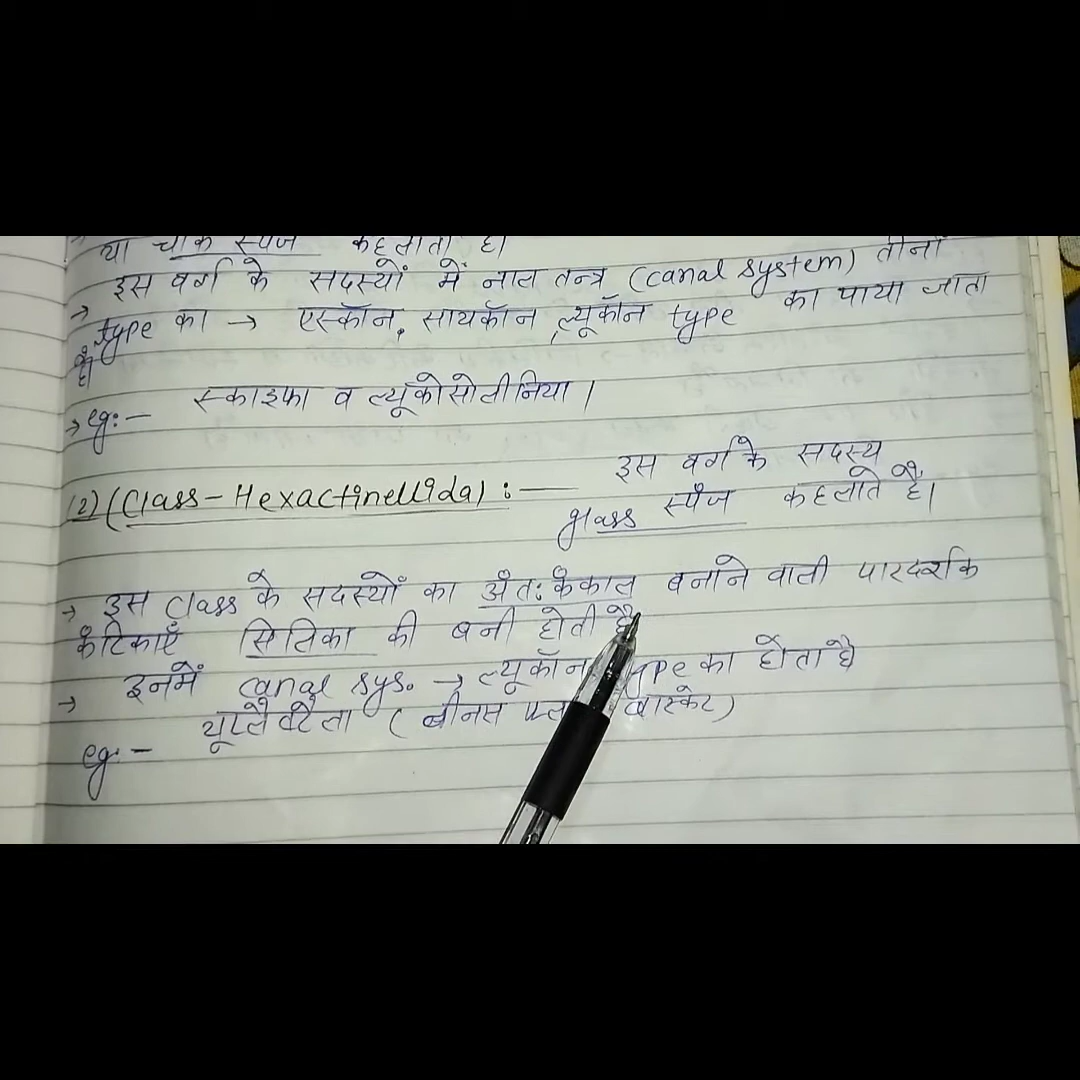 या चाक स्पंज कहलाता है।
→ इस वर्ग के सदस्यों में नाल तन्त्र (canal system) तीनों
type का → एस्कॉन, सायकॉन, ल्यूकॉन type का पाया जाता
है।
→ eg:- स्काइफा व ल्यूकोसोलीनिया।
(2) (Class-Hexactinellida) :— इस वर्ग के सदस्य
glass स्पंज कहलाते हैं।
→ इस class के सदस्यों का अंत:कंकाल बनाने वाली पारदर्शक
कंटिकाएँ सिलिका की बनी होती है
→ इनमें canal sys. → ल्यूकॉन type का होता है
eg:- यूप्लैक्टेला ( बीनस बास्केट)